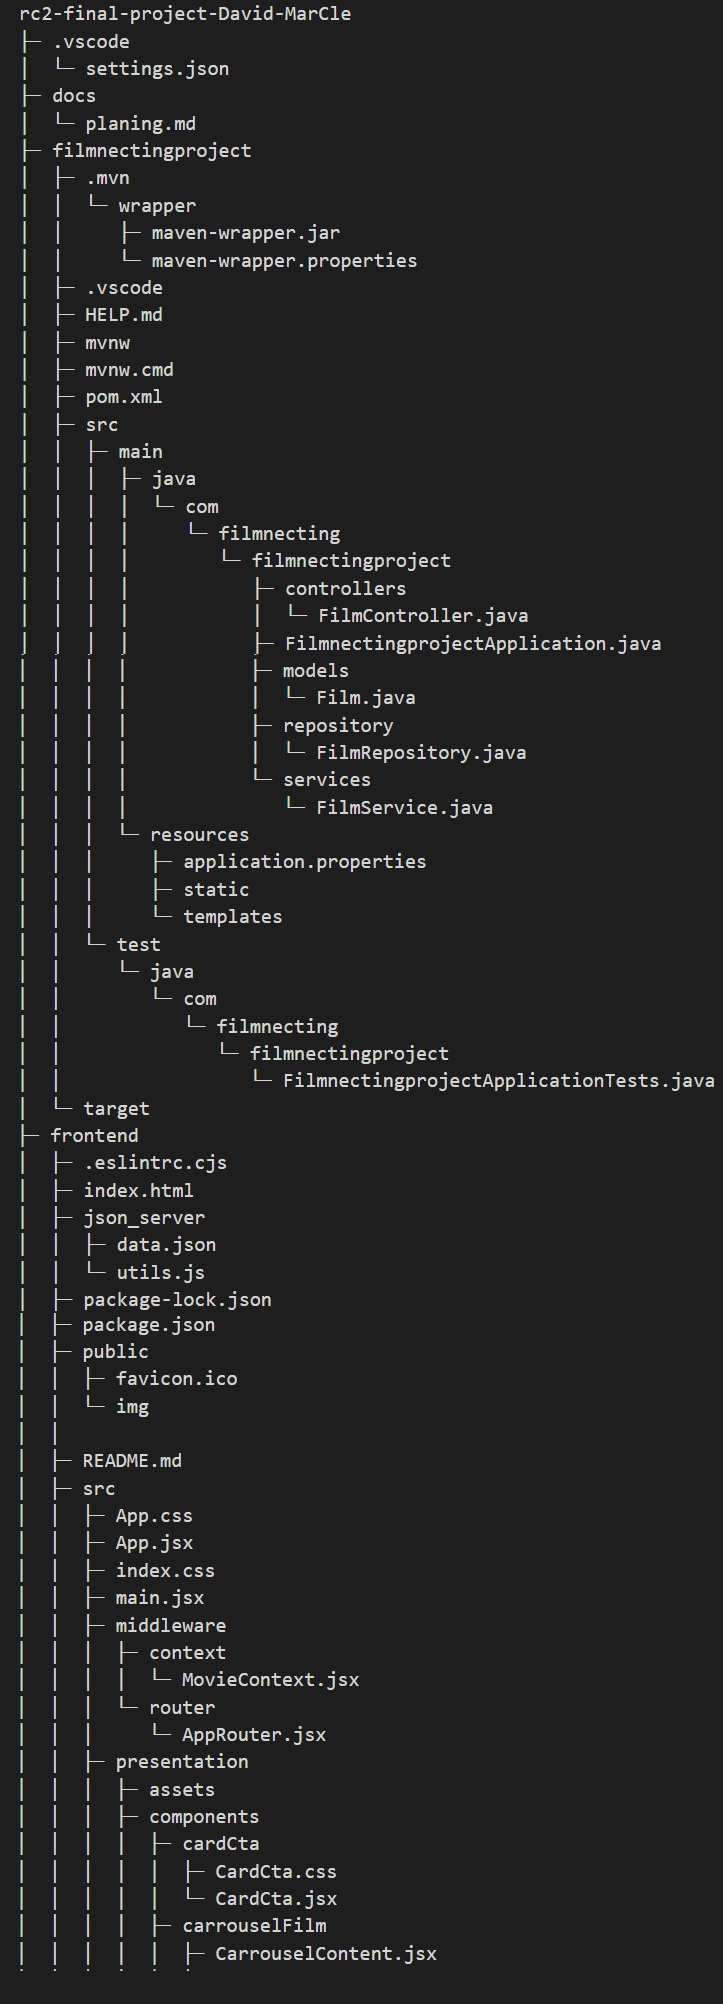 rc2-final-project-David-MarCle
├─ .vscode
│  └─ settings.json
├─ docs
│  └─ planing.md
├─ filmnectingproject
│  ├─ .mvn
│  │  └─ wrapper
│  │     ├─ maven-wrapper.jar
│  │     └─ maven-wrapper.properties
│  ├─ .vscode
│  ├─ HELP.md
│  ├─ mvnw
│  ├─ mvnw.cmd
│  ├─ pom.xml
│  ├─ src
│  │  ├─ main
│  │  │  ├─ java
│  │  │  │  └─ com
│  │  │  │     └─ filmnecting
│  │  │  │        └─ filmnectingproject
│  │  │  │           ├─ controllers
│  │  │  │           │  └─ FilmController.java
│  │  │  │           ├─ FilmnectingprojectApplication.java
│  │  │  │           ├─ models
│  │  │  │           │  └─ Film.java
│  │  │  │           ├─ repository
│  │  │  │           │  └─ FilmRepository.java
│  │  │  │           └─ services
│  │  │  │              └─ FilmService.java
│  │  │  └─ resources
│  │  │     ├─ application.properties
│  │  │     ├─ static
│  │  │     └─ templates
│  │  └─ test
│  │     └─ java
│  │        └─ com
│  │           └─ filmnecting
│  │              └─ filmnectingproject
│  │                 └─ FilmnectingprojectApplicationTests.java
│  └─ target
├─ frontend
│  ├─ .eslintrc.cjs
│  ├─ index.html
│  ├─ json_server
│  │  ├─ data.json
│  │  └─ utils.js
│  ├─ package-lock.json
│  ├─ package.json
│  ├─ public
│  │  ├─ favicon.ico
│  │  └─ img
│  │
│  ├─ README.md
│  ├─ src
│  │  ├─ App.css
│  │  ├─ App.jsx
│  │  ├─ index.css
│  │  ├─ main.jsx
│  │  ├─ middleware
│  │  │  ├─ context
│  │  │  │  └─ MovieContext.jsx
│  │  │  └─ router
│  │  │     └─ AppRouter.jsx
│  │  ├─ presentation
│  │  │  ├─ assets
│  │  │  ├─ components
│  │  │  │  ├─ cardCta
│  │  │  │  │  ├─ CardCta.css
│  │  │  │  │  └─ CardCta.jsx
│  │  │  │  ├─ carrouselFilm
│  │  │  │  │  ├─ CarrouselContent.jsx